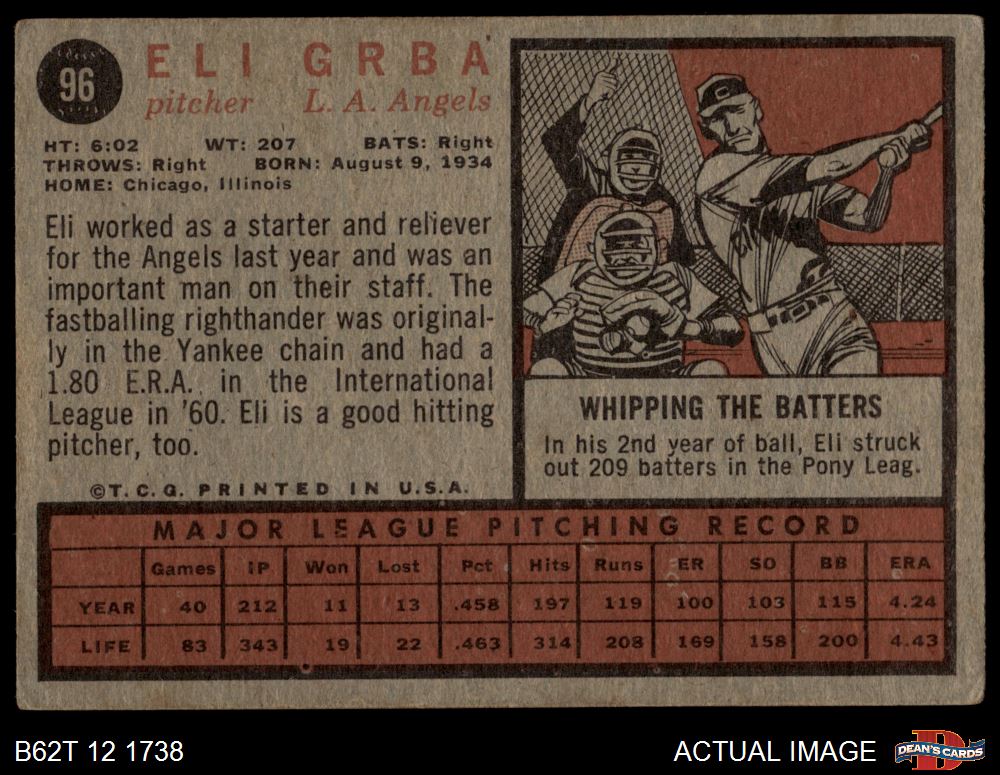 96
ELI GRBA
pitcher L. A. Angels
HT: 6:02 WT: 207 BATS: Right
THROWS: Right BORN: August 9, 1934
HOME: Chicago, Illinois
Eli worked as a starter and reliever
for the Angels last year and was an
important man on their staff. The
fastballing righthander was original-
ly in the Yankee chain and had a
1.80 E.R.A. in the International
League in '60. Eli is a good hitting
pitcher, too.
©T. C. G. PRINTED IN U.S.A.
C
WHIPPING THE BATTERS
In his 2nd year of ball, Eli struck
out 209 batters in the Pony Leag.
MAJOR LEAGUE PITCHING RECORD
Games IP Won Lost Pct Hits Runs ER SO BB ERA
YEAR 40 212 11 13 .458 197 119 100 103 115 4.24
LIFE 83 343 19 22 .463 314 208 169 158 200 4.43
B62T 12 1738
ACTUAL IMAGE
DEAN'S CARDS